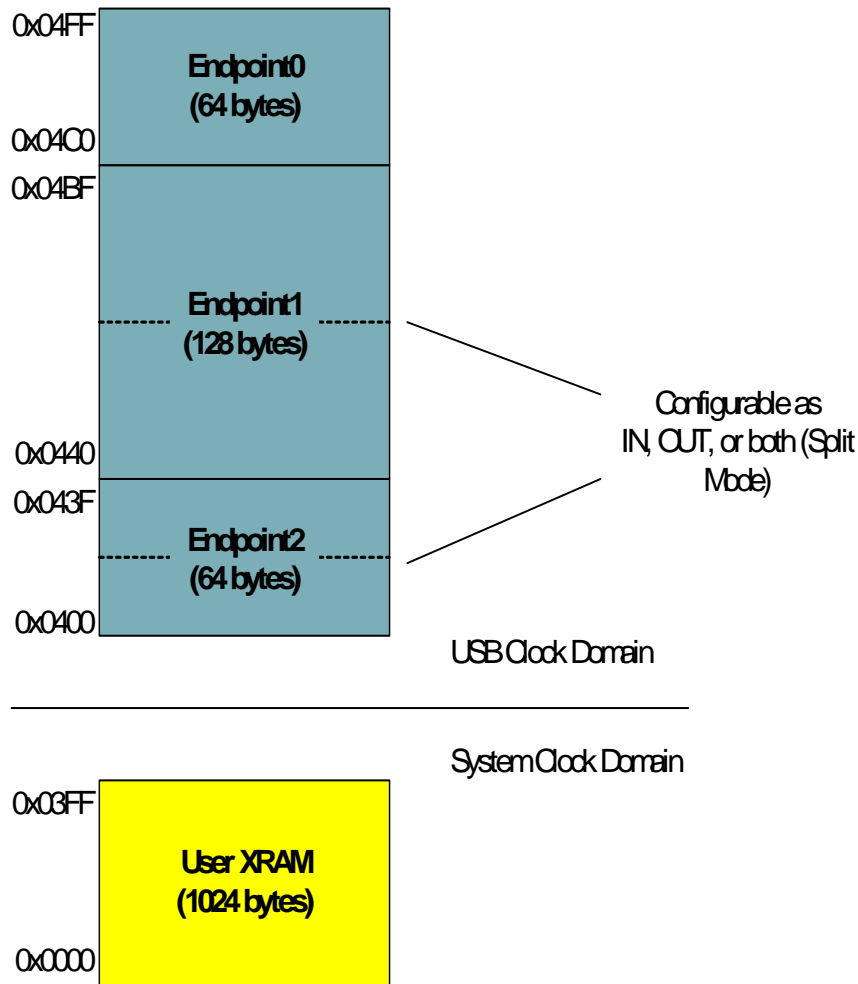 0x04FF
Endpoint0
(64 bytes)
0x04C0
0x04BF
Endpoint1
(128 bytes)
Configurable as
IN, OUT, or both (Split
Mode)
0x0440
0x043F
Endpoint2
(64 bytes)
0x0400
USB Clock Domain
System Clock Domain
0x03FF
User XRAM
(1024 bytes)
0x0000